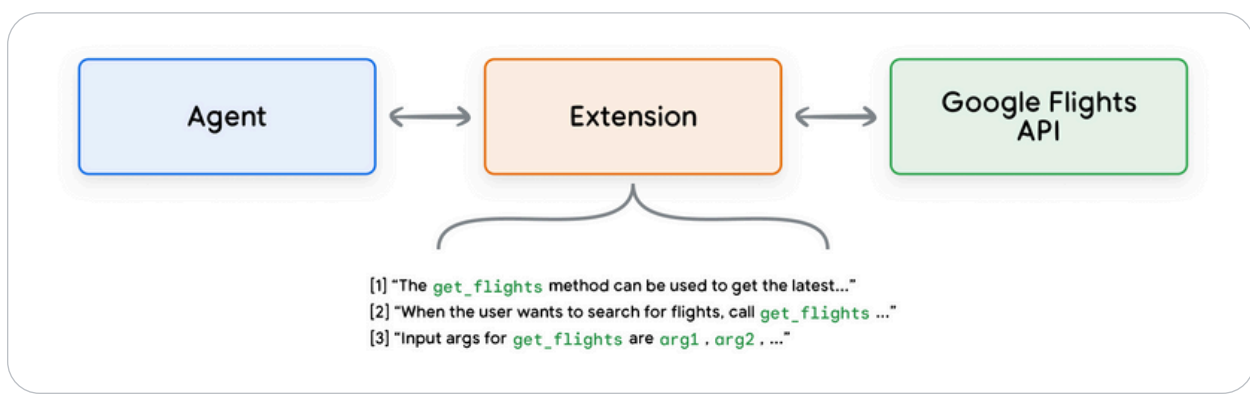 Agent
Extension
Google Flights
API
[1] “The get_flights method can be used to get the latest...”
[2] “When the user wants to search for flights, call get_flights ...”
[3] “Input args for get_flights are arg1 , arg2 , ...”